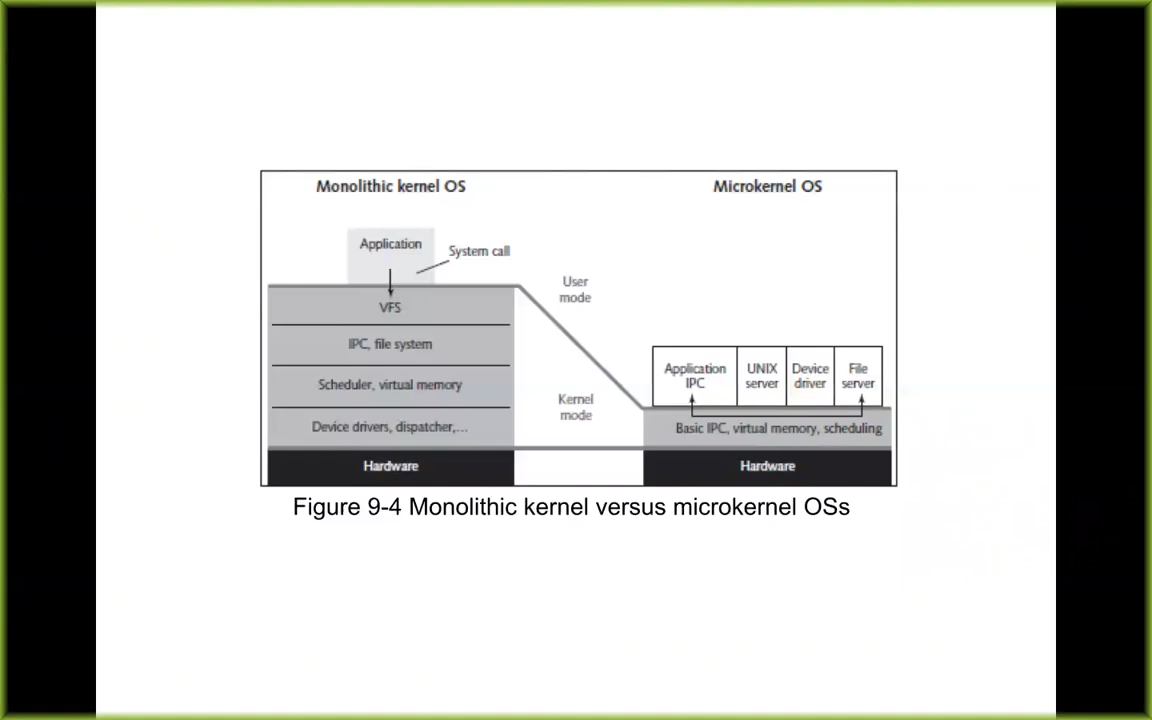 Monolithic kernel OS
Microkernel OS
Application
System call
User
mode
VFS
IPC, file system
Scheduler, virtual memory
Kernel
mode
Device drivers, dispatcher,...
Hardware
Application
IPC
UNIX
server
Device
driver
File
server
Basic IPC, virtual memory, scheduling
Hardware
Figure 9-4 Monolithic kernel versus microkernel OSs